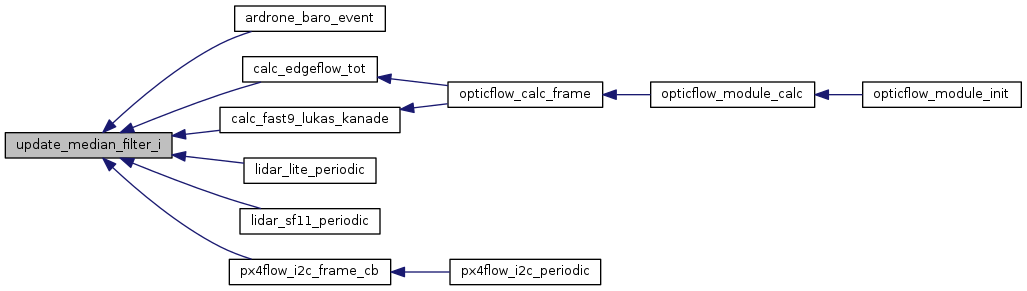 ardrone_baro_event
calc_edgeflow_tot
opticflow_calc_frame
opticflow_module_calc
opticflow_module_init
calc_fast9_lukas_kanade
update_median_filter_i
lidar_lite_periodic
lidar_sf11_periodic
px4flow_i2c_frame_cb
px4flow_i2c_periodic